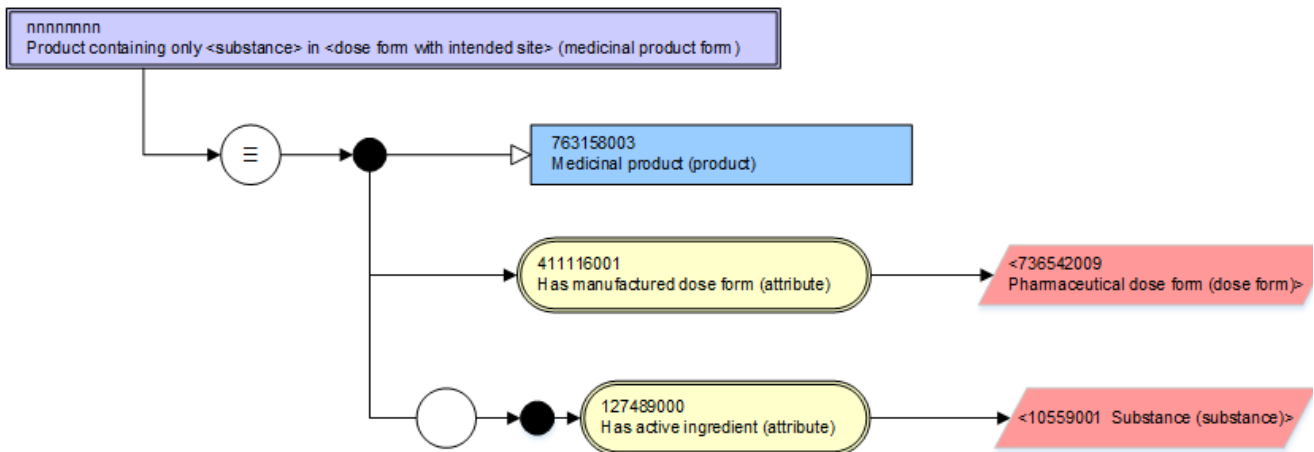 nnnnnnnn
Product containing only <substance> in <dose form with intended site> (medicinal product form)
≡
763158003
Medicinal product (product)
411116001
Has manufactured dose form (attribute)
<736542009
Pharmaceutical dose form (dose form)>
127489000
Has active ingredient (attribute)
<10559001 Substance (substance)>